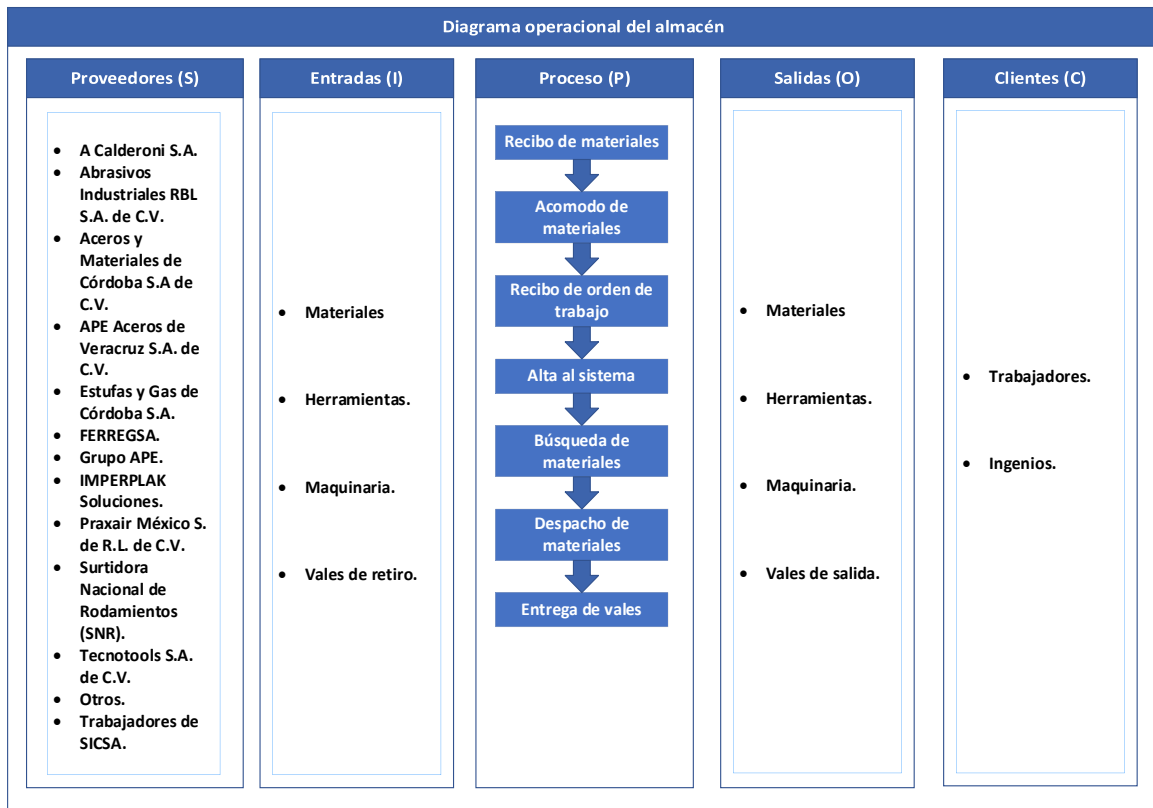 Diagrama operacional del almacén
Proveedores (S)
• A Calderoni S.A.
• Abrasivos
Industriales RBL
S.A. de C.V.
• Aceros y
Materiales de
Córdoba S.A de
C.V.
• APE Aceros de
Veracruz S.A. de
C.V.
• Estufas y Gas de
Córdoba S.A.
• FERREGSA.
• Grupo APE.
• IMPERPLAK
Soluciones.
• Praxair México S.
de R.L. de C.V.
• Surtidora
Nacional de
Rodamientos
(SNR).
• Tecnotools S.A.
de C.V.
• Otros.
• Trabajadores de
SICSA.
Entradas (I)
• Materiales
• Herramientas.
• Maquinaria.
• Vales de retiro.
Proceso (P)
Recibo de materiales
Acomodo de
materiales
Recibo de orden de
trabajo
Alta al sistema
Búsqueda de
materiales
Despacho de
materiales
Entrega de vales
Salidas (O)
• Materiales
• Herramientas.
• Maquinaria.
• Vales de salida.
Clientes (C)
• Trabajadores.
• Ingenios.